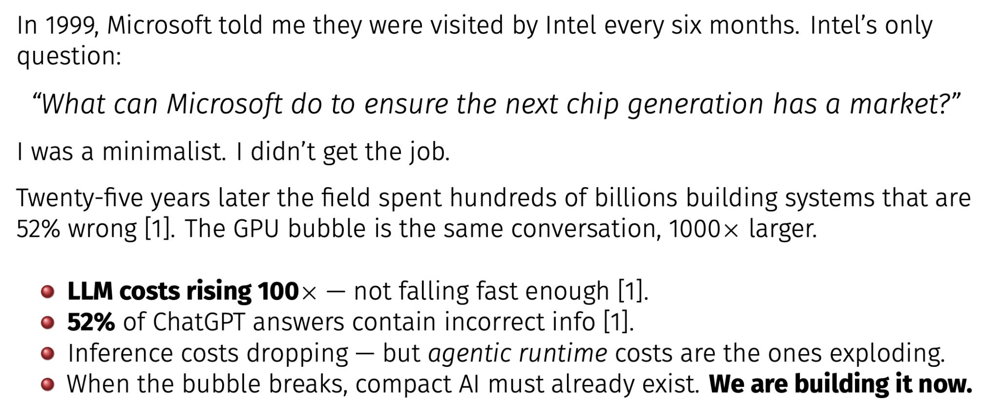 In 1999, Microsoft told me they were visited by Intel every six months. Intel’s only
question:
“What can Microsoft do to ensure the next chip generation has a market?”
I was a minimalist. I didn’t get the job.
Twenty-five years later the field spent hundreds of billions building systems that are
52% wrong [1]. The GPU bubble is the same conversation, 1000× larger.
LLM costs rising 100× — not falling fast enough [1].
52% of ChatGPT answers contain incorrect info [1].
Inference costs dropping — but agentic runtime costs are the ones exploding.
When the bubble breaks, compact AI must already exist. We are building it now.